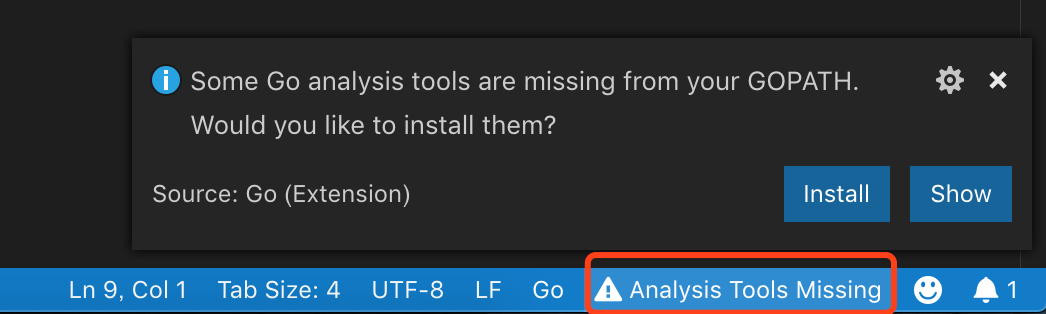 Some Go analysis tools are missing from your GOPATH.
Would you like to install them?
Source: Go (Extension)
Install
Show
Ln 9, Col 1
Tab Size: 4
UTF-8
LF
Go
Analysis Tools Missing
1